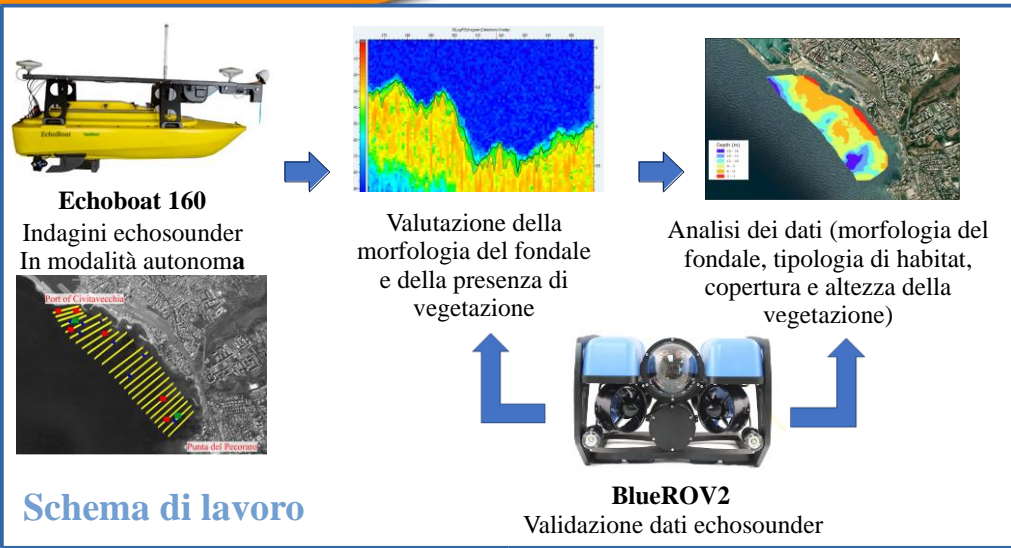 EchoBoat
Echoboat 160
Indagini echosounder
In modalità autonoma
Port of Civitavecchia
Punta del Pecoraro
Valutazione della
morfologia del fondale
e della presenza di
vegetazione
Depth (m)
Analisi dei dati (morfologia del
fondale, tipologia di habitat,
copertura e altezza della
vegetazione)
BlueROV2
Validazione dati echosounder
Schema di lavoro